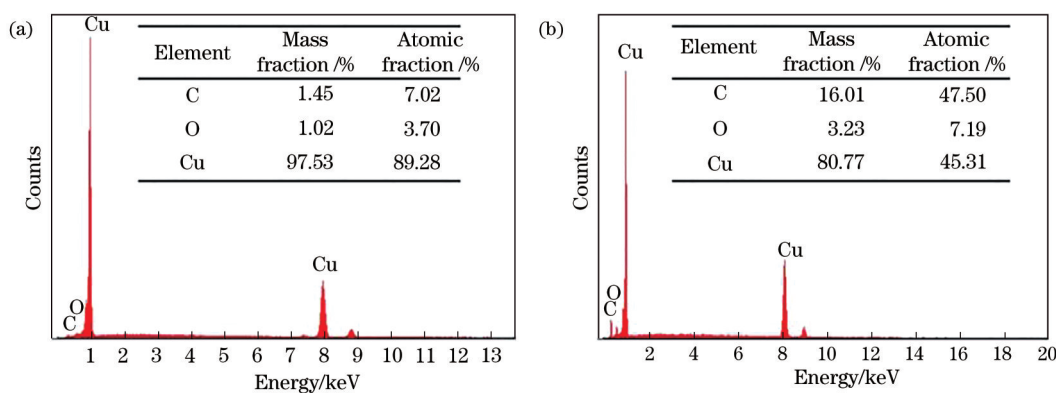 (a)
Cu
Element Mass fraction /% Atomic fraction /%
C 1.45 7.02
O 1.02 3.70
Cu 97.53 89.28
Counts
Cu
O
C
1 2 3 4 5 6 7 8 9 10 11 12 13
Energy/keV
(b)
Cu
Element Mass fraction /% Atomic fraction /%
C 16.01 47.50
O 3.23 7.19
Cu 80.77 45.31
Counts
Cu
O
C
2 4 6 8 10 12 14 16 18 20
Energy/keV